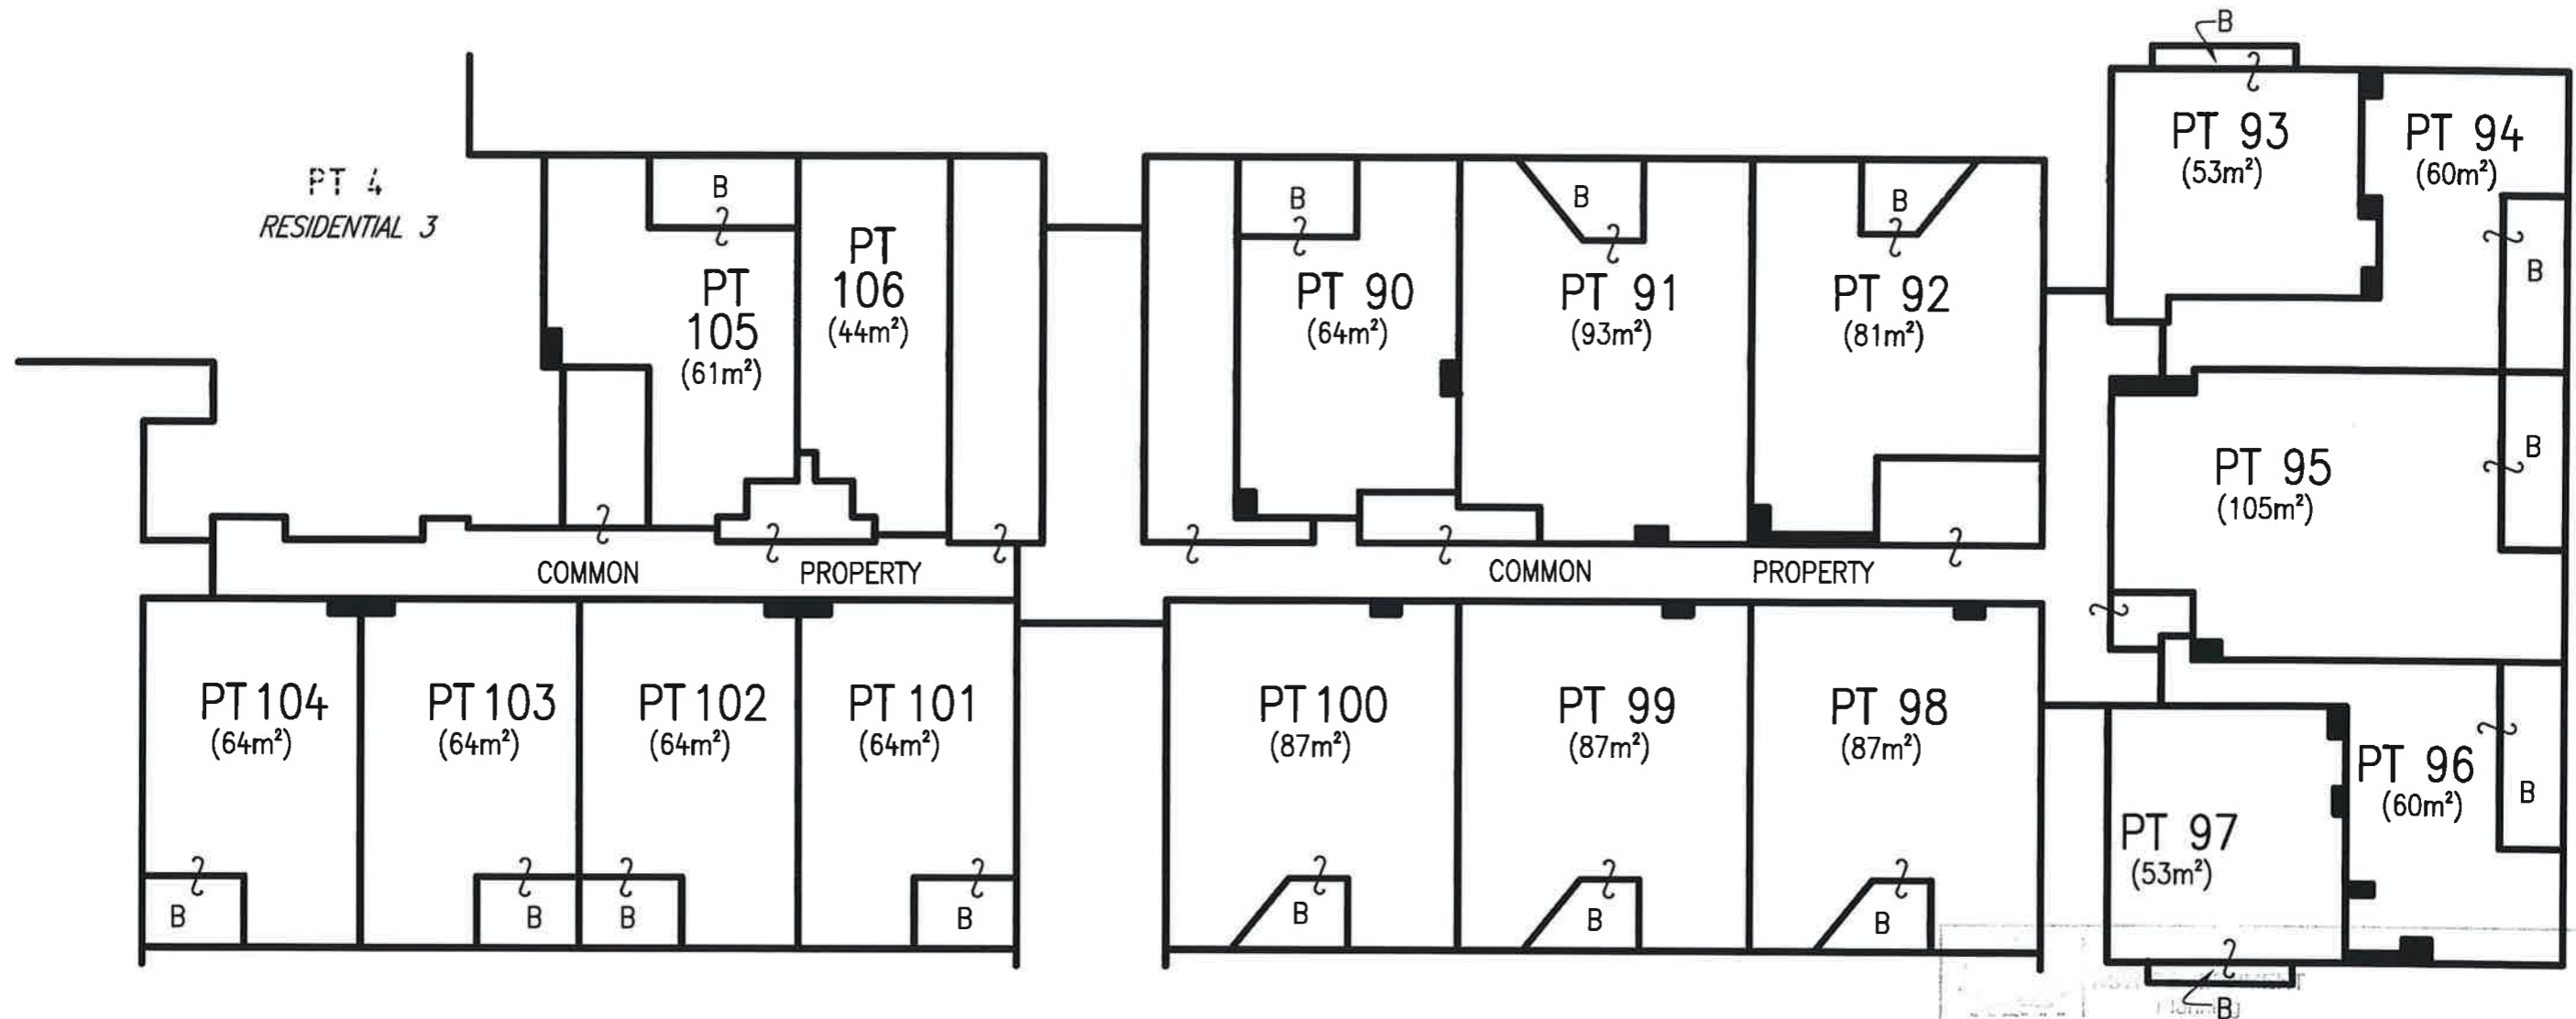 B
PT 93
(53m²)
PT 94
(60m²)
B
PT 4
RESIDENTIAL 3
B
PT
105
(61m²)
PT
106
(44m²)
B
PT 90
(64m²)
B
PT 91
(93m²)
B
PT 92
(81m²)
B
PT 95
(105m²)
COMMON PROPERTY
COMMON PROPERTY
PT 104
(64m²)
B
PT 103
(64m²)
B
PT 102
(64m²)
B
PT 101
(64m²)
B
PT 100
(87m²)
B
PT 99
(87m²)
B
PT 98
(87m²)
B
PT 96
(60m²)
B
PT 97
(53m²)
B